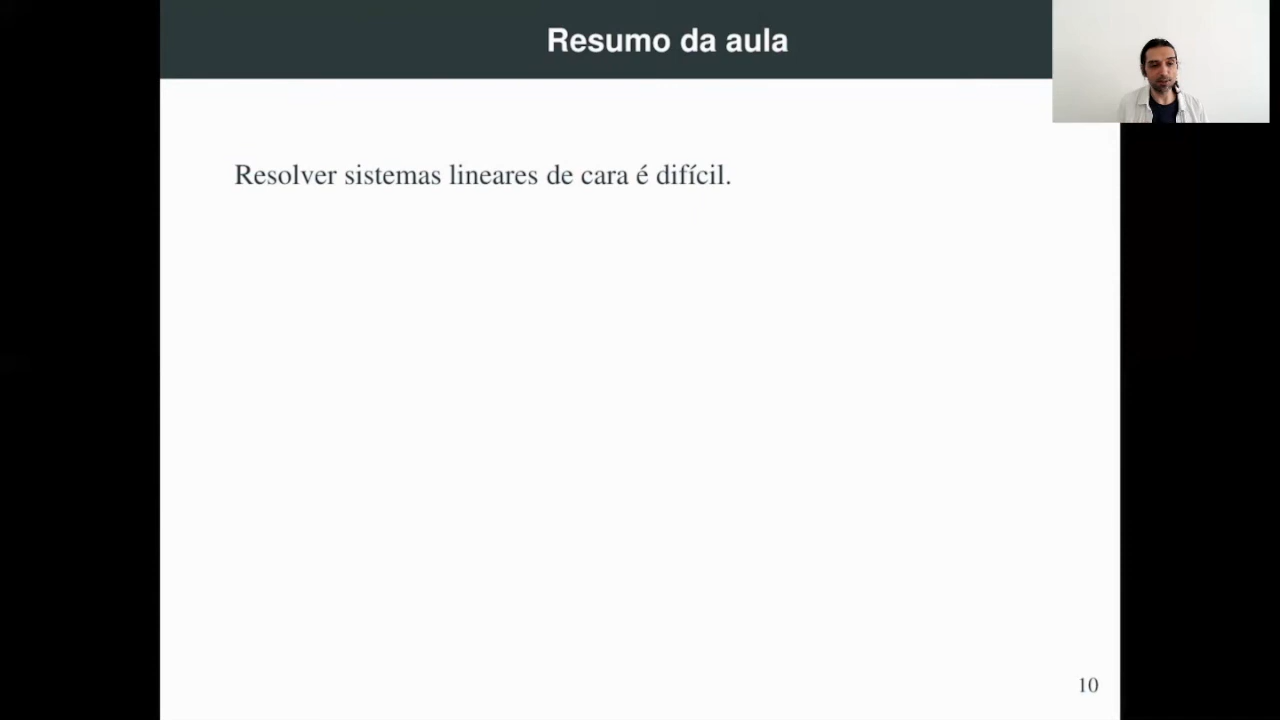 Resumo da aula
Resolver sistemas lineares de cara é difícil.
10